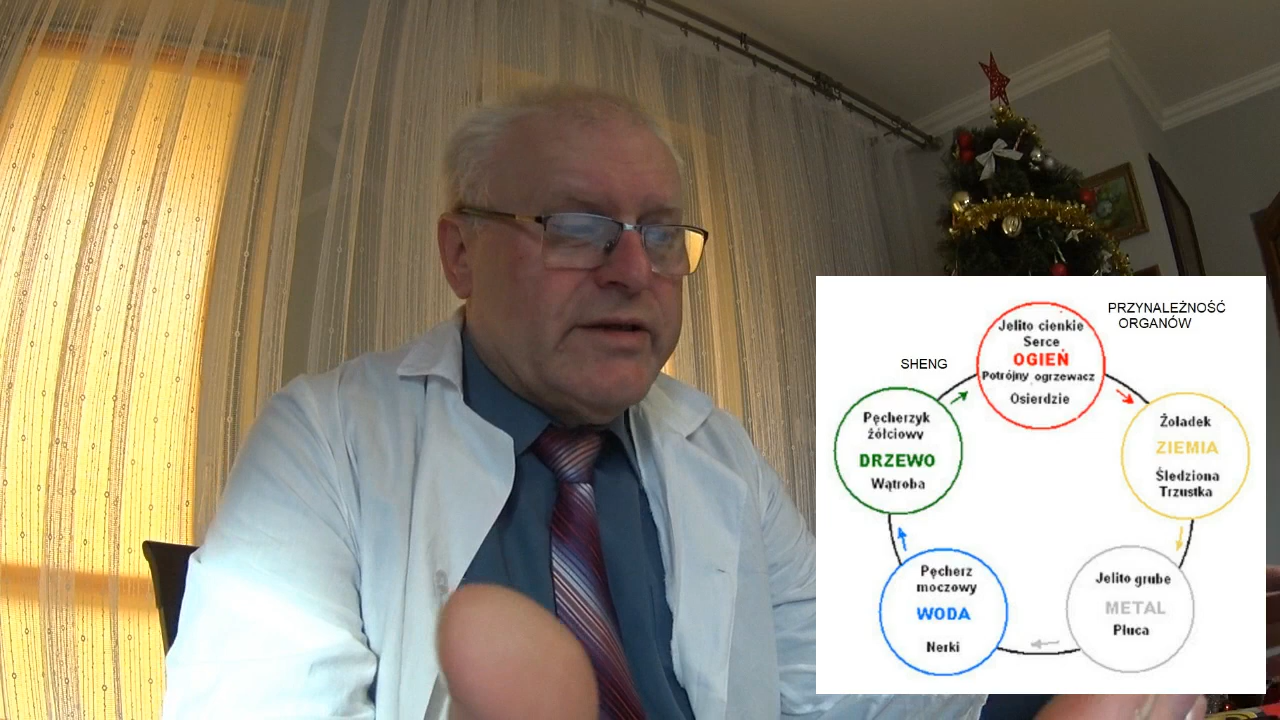 PRZYNALEŻNOŚĆ
ORGANÓW
SHENG
Jelito cienkie
Serce
OGIEŃ
Potrójny ogrzewacz
Osierdzie
Pęcherzyk
żółciowy
DRZEWO
Wątroba
Żoładek
ZIEMIA
Śledziona
Trzustka
Pęcherz
moczowy
WODA
Nerki
Jelito grube
METAL
Płuca